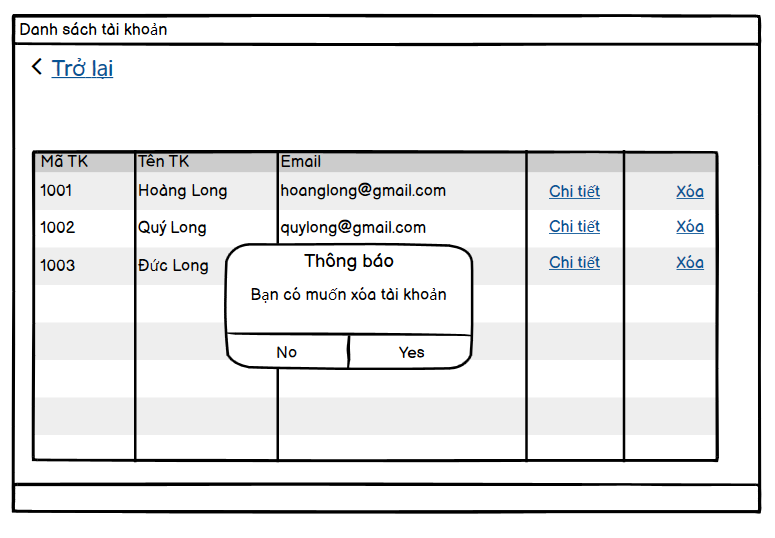 Danh sách tài khoản
Trở lại
Mã TK Tên TK Email
1001 Hoàng Long hoanglong@gmail.com Chi tiết Xóa
1002 Quý Long quylong@gmail.com Chi tiết Xóa
1003 Đức Long Chi tiết Xóa
Thông báo
Bạn có muốn xóa tài khoản
No Yes